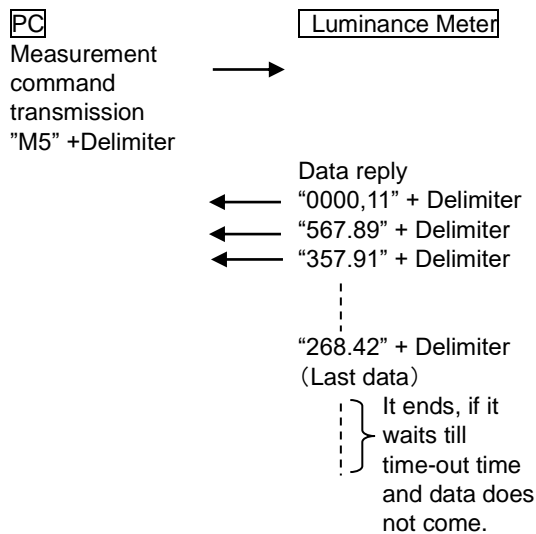 PC
Luminance Meter
Measurement
command
transmission
”M5” +Delimiter
Data reply
“0000,11” + Delimiter
“567.89” + Delimiter
“357.91” + Delimiter
“268.42” + Delimiter
（Last data）
It ends, if it
waits till
time-out time
and data does
not come.